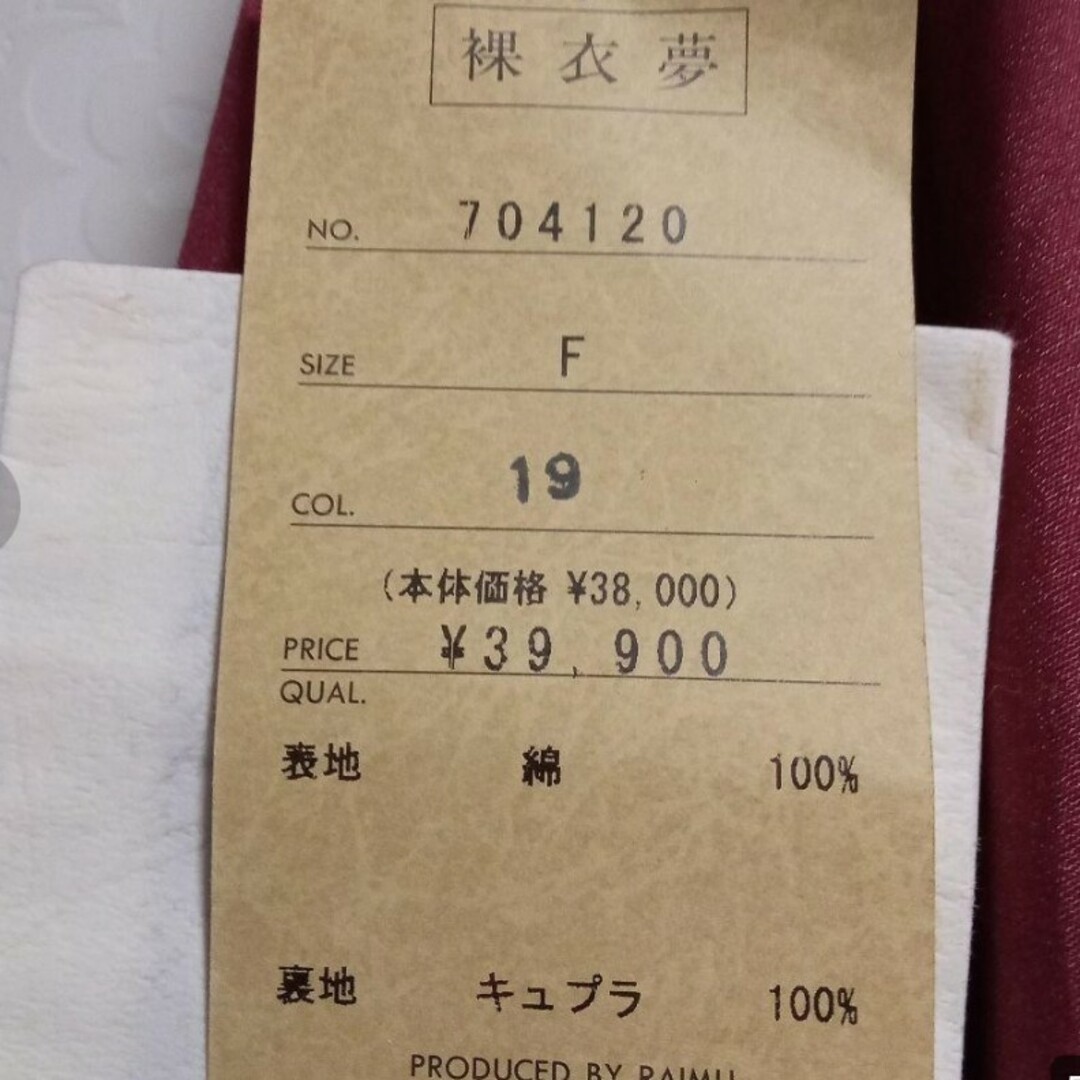 裸衣夢
NO. 704120
SIZE F
COL. 19
(本体価格 ¥38,000)
PRICE ¥39,900
QUAL.
表地 綿 100%
裏地 キュプラ 100%
PRODUCED BY RAIMU